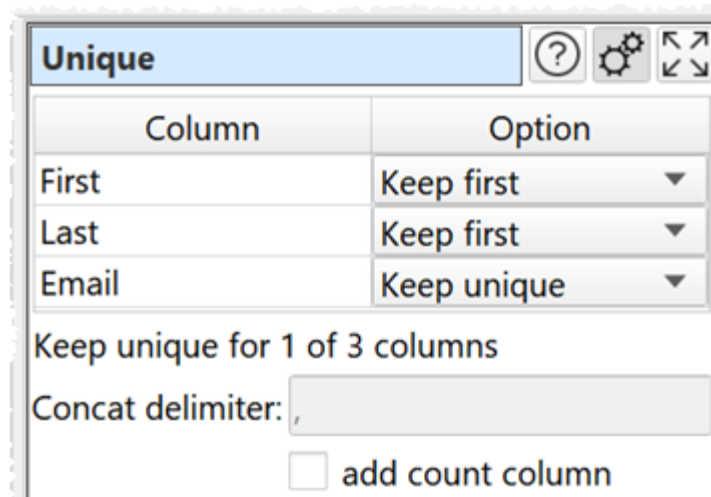 Unique
Column Option
First Keep first
Last Keep first
Email Keep unique
Keep unique for 1 of 3 columns
Concat delimiter: ,
add count column